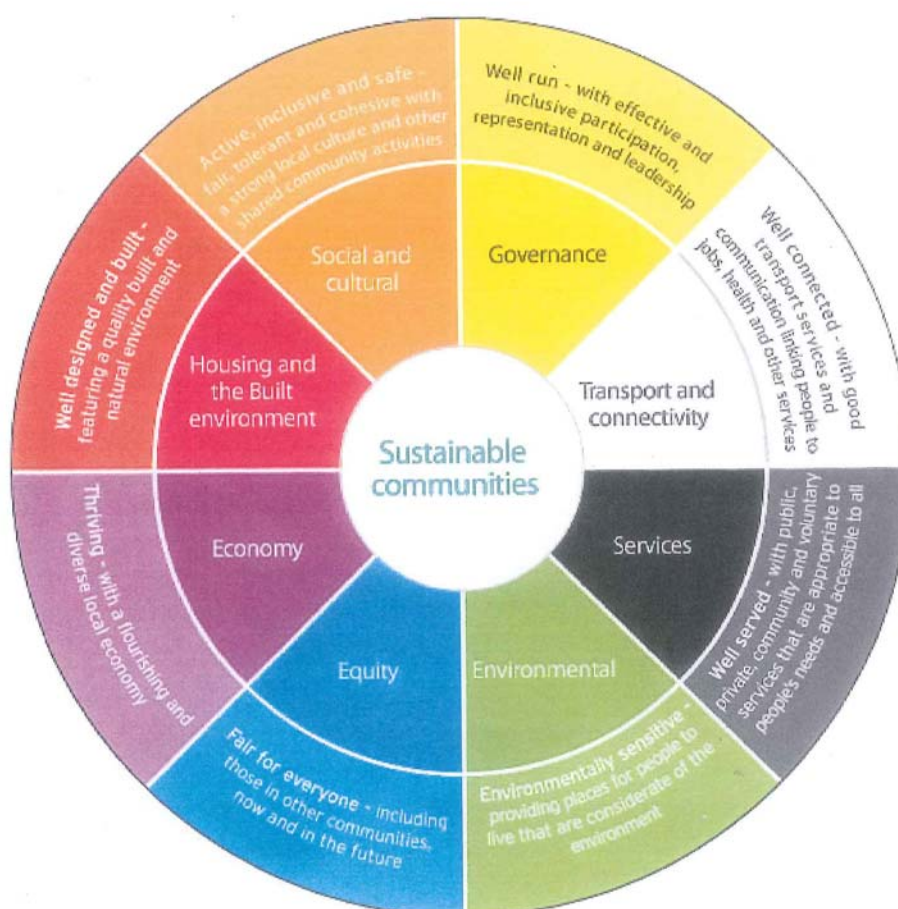 Sustainable
communities
Governance
Well run - with effective and
inclusive participation,
representation and leadership
Transport and
connectivity
Well connected - with good
transport services and
communication linking people to
jobs, health and other services
Services
Well served - with public,
private, community and voluntary
services that are appropriate to
people's needs and accessible to all
Environmental
Environmentally sensitive -
providing places for people to
live that are considerate of the
environment
Equity
Fair for everyone - including
those in other communities,
now and in the future
Economy
Thriving - with a flourishing and
diverse local economy
Housing and
the Built
environment
Well designed and built -
featuring a quality built and
natural environment
Social and
cultural
Active, inclusive and safe -
fair, tolerant and cohesive with
a strong local culture and other
shared community activities